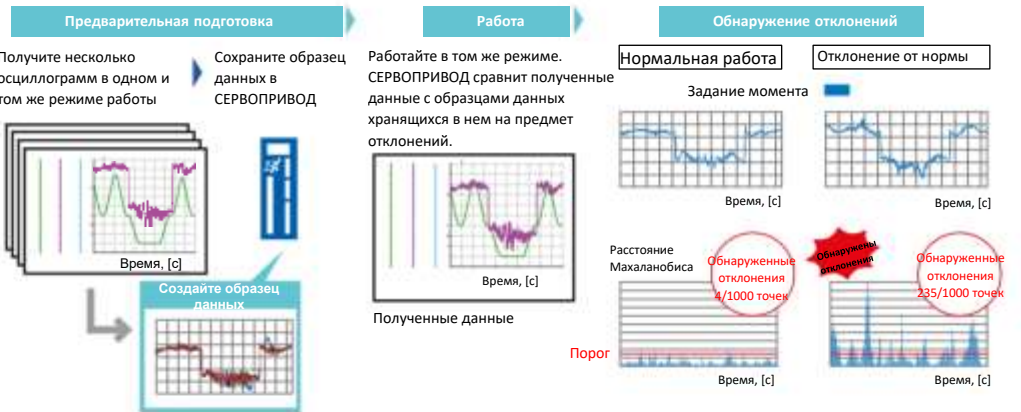 Предварительная подготовка
Получите несколько
осциллограмм в одном и
том же режиме работы
Сохраните образец
данных в
СЕРВОПРИВОД
Время, [с]
Создайте образец
данных
Работа
Работайте в том же режиме.
СЕРВОПРИВОД сравнит полученные
данные с образцами данных
хранящихся в нем на предмет
отклонений.
Время, [с]
Полученные данные
Обнаружение отклонений
Нормальная работа
Отклонение от нормы
Задание момента
Время, [с]
Время, [с]
Расстояние
Махаланобиса
Обнаруженные
отклонения
4/1000 точек
Обнаружены
отклонения
Обнаруженные
отклонения
235/1000 точек
Порог
Время, [с]
Время, [с]